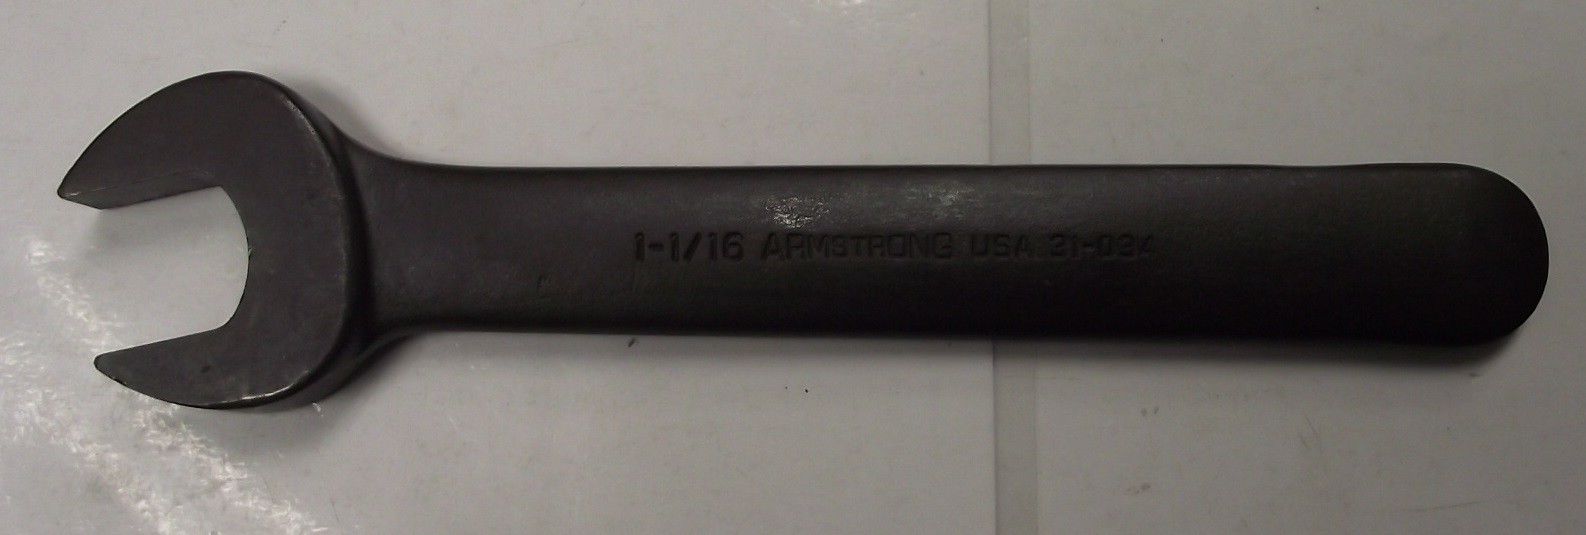 1-1/16 ARMSTRONG USA 31-034